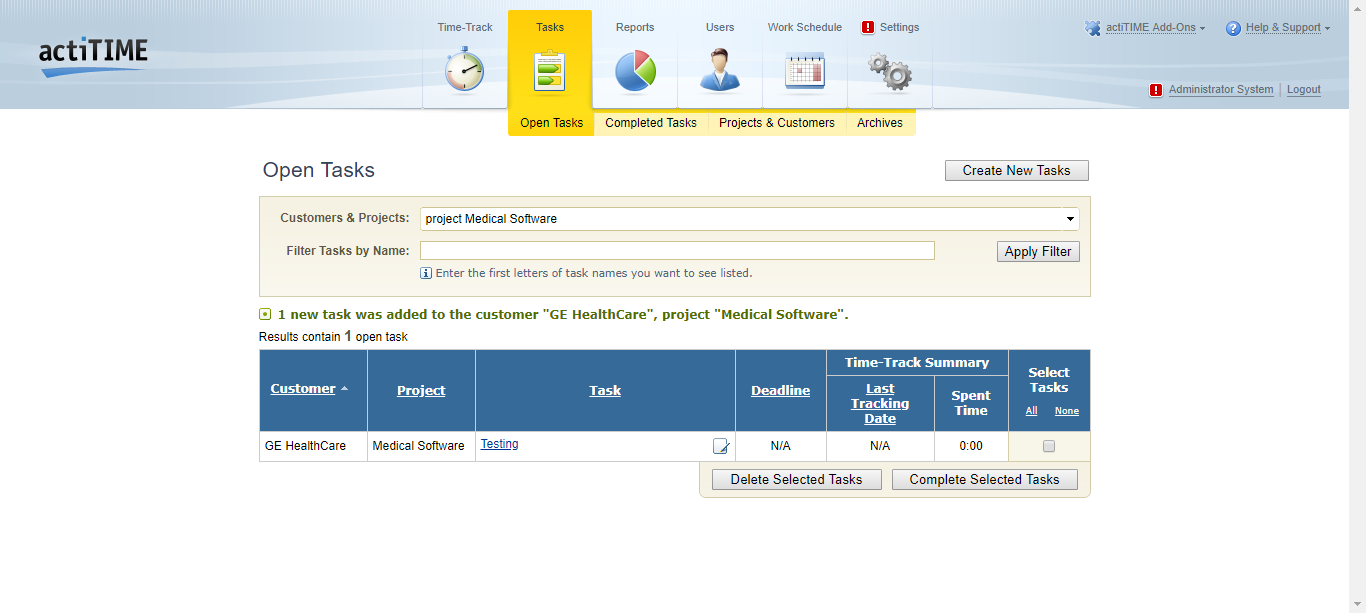 actiTIME
Time-Track
Tasks
Reports
Users
Work Schedule
Settings
actiTIME Add-Ons
Help & Support
Administrator System
Logout
Open Tasks
Completed Tasks
Projects & Customers
Archives
Open Tasks
Create New Tasks
Customers & Projects:
project Medical Software
Filter Tasks by Name:
Apply Filter
Enter the first letters of task names you want to see listed.
1 new task was added to the customer "GE HealthCare", project "Medical Software".
Results contain 1 open task
Customer
Project
Task
Deadline
Time-Track Summary
Last
Tracking
Date
Spent
Time
Select
Tasks
All None
GE HealthCare
Medical Software
Testing
N/A
N/A
0:00
Delete Selected Tasks
Complete Selected Tasks